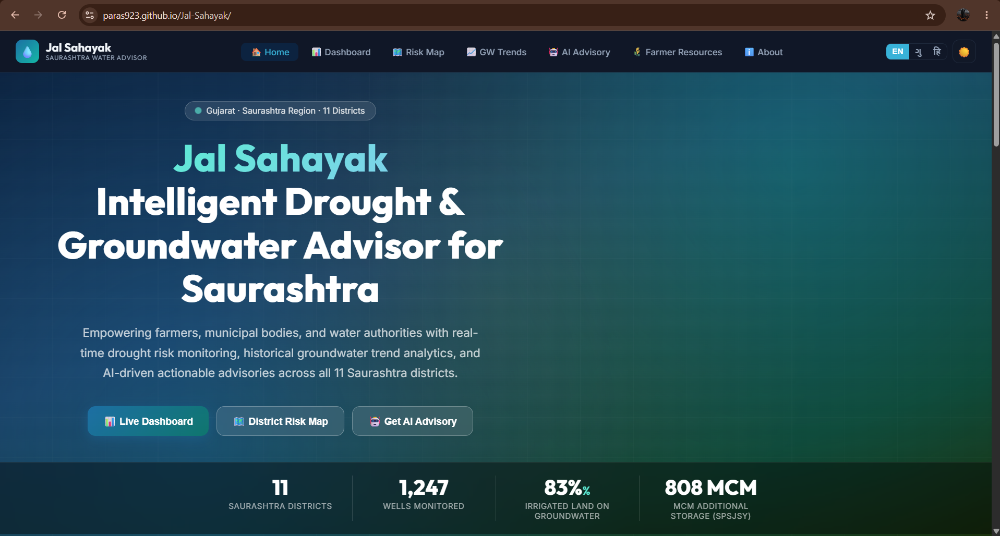 paras923.github.io/Jal-Sahayak/
Jal Sahayak
SAURASHTRA WATER ADVISOR
Home
Dashboard
Risk Map
GW Trends
AI Advisory
Farmer Resources
About
EN
ગુ
हि
Gujarat · Saurashtra Region · 11 Districts
Jal Sahayak
Intelligent Drought &
Groundwater Advisor for
Saurashtra
Empowering farmers, municipal bodies, and water authorities with real-
time drought risk monitoring, historical groundwater trend analytics, and
AI-driven actionable advisories across all 11 Saurashtra districts.
Live Dashboard
District Risk Map
Get AI Advisory
11
SAURASHTRA DISTRICTS
1,247
WELLS MONITORED
83%%
IRRIGATED LAND ON
GROUNDWATER
808 MCM
MCM ADDITIONAL
STORAGE (SPSJSY)